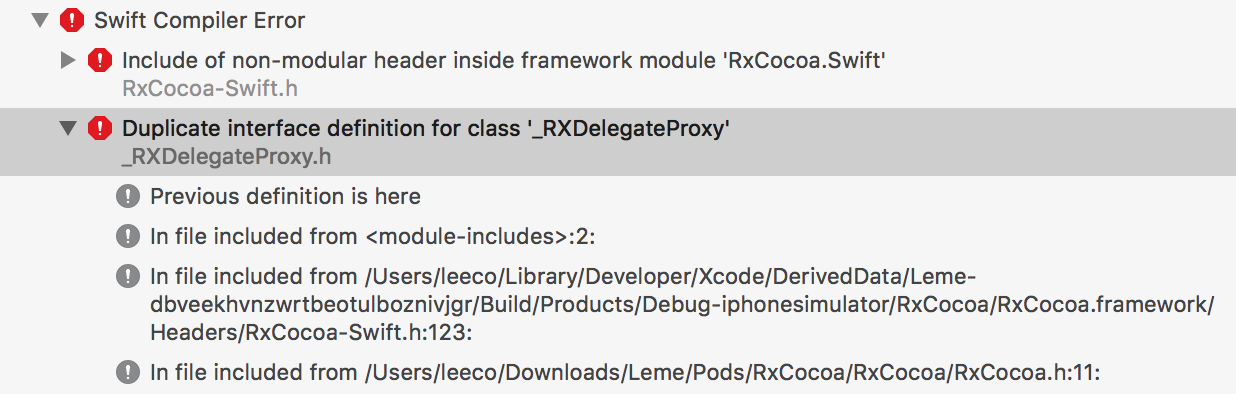 Swift Compiler Error
Include of non-modular header inside framework module 'RxCocoa.Swift'
RxCocoa-Swift.h
Duplicate interface definition for class '_RXDelegateProxy'
_RXDelegateProxy.h
Previous definition is here
In file included from <module-includes>:2:
In file included from /Users/leeco/Library/Developer/Xcode/DerivedData/Leme-
dbveekhvnzwrtbeotulboznivjgr/Build/Products/Debug-iphonesimulator/RxCocoa/RxCocoa.framework/
Headers/RxCocoa-Swift.h:123:
In file included from /Users/leeco/Downloads/Leme/Pods/RxCocoa/RxCocoa/RxCocoa.h:11: